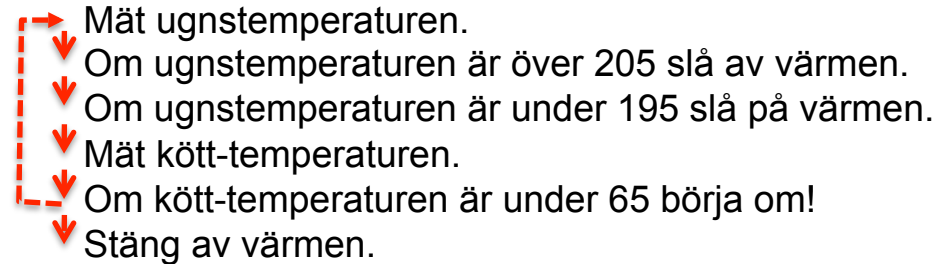 Mät ugnstemperaturen.
Om ugnstemperaturen är över 205 slå av värmen.
Om ugnstemperaturen är under 195 slå på värmen.
Mät kött-temperaturen.
Om kött-temperaturen är under 65 börja om!
Stäng av värmen.